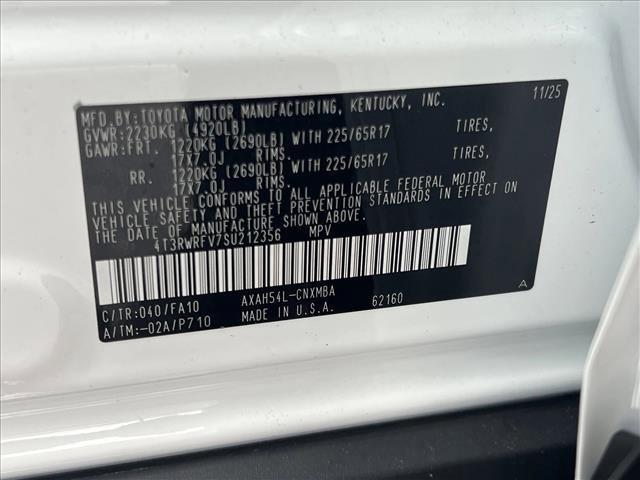 MFD.BY:TOYOTA MOTOR MANUFACTURING, KENTUCKY, INC. 11/25
GVWR:2230KG (4920LB)
GAWR:FRT. 1220KG (2690LB) WITH 225/65R17 TIRES,
17X7.0J RIMS.
RR. 1220KG (2690LB) WITH 225/65R17 TIRES,
17X7.0J RIMS.
THIS VEHICLE CONFORMS TO ALL APPLICABLE FEDERAL MOTOR
VEHICLE SAFETY AND THEFT PREVENTION STANDARDS IN EFFECT ON
THE DATE OF MANUFACTURE SHOWN ABOVE.
4T3RWRFV7SU212356 MPV
C/TR:040/FA10 AXAH54L-CNXMBA A
A/TM:-02A/P710 MADE IN U.S.A. 62160